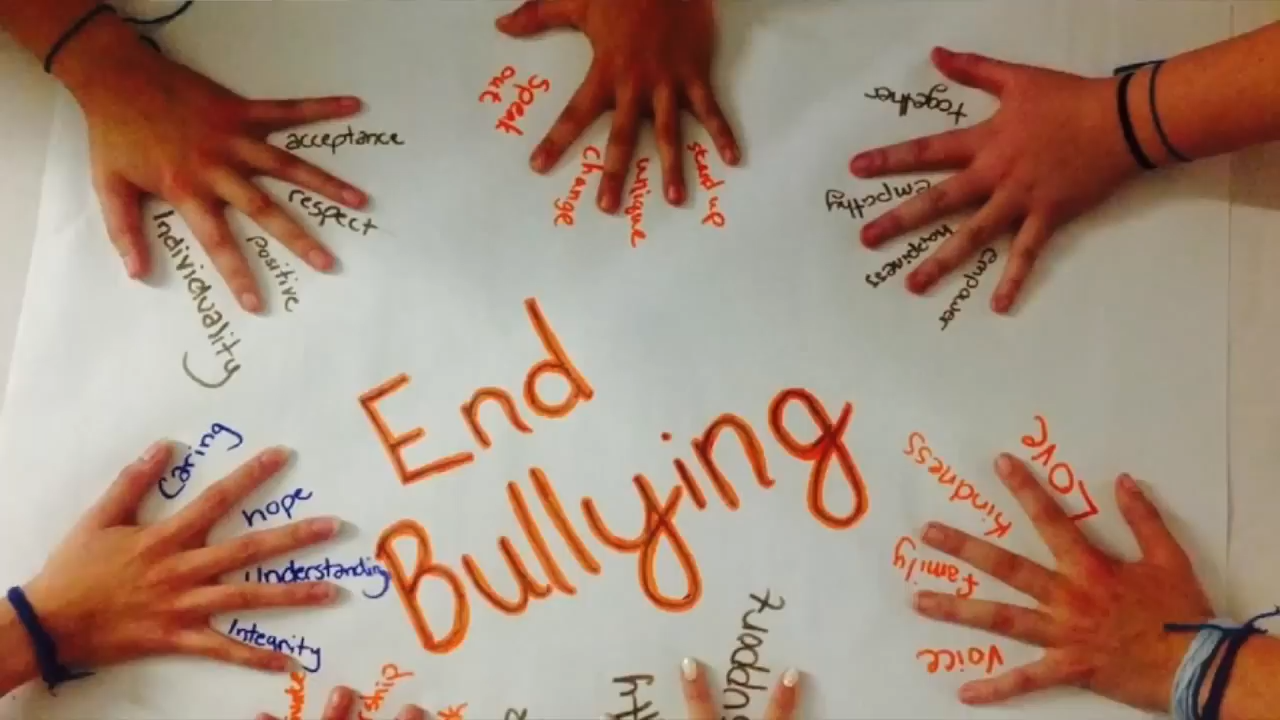 acceptance
respect
positive
Individuality
Speak
out
change
unique
stand up
together
empathy
happiness
empower
End
Bullying
Caring
hope
Understanding
Integrity
Love
Kindness
family
Voice
support